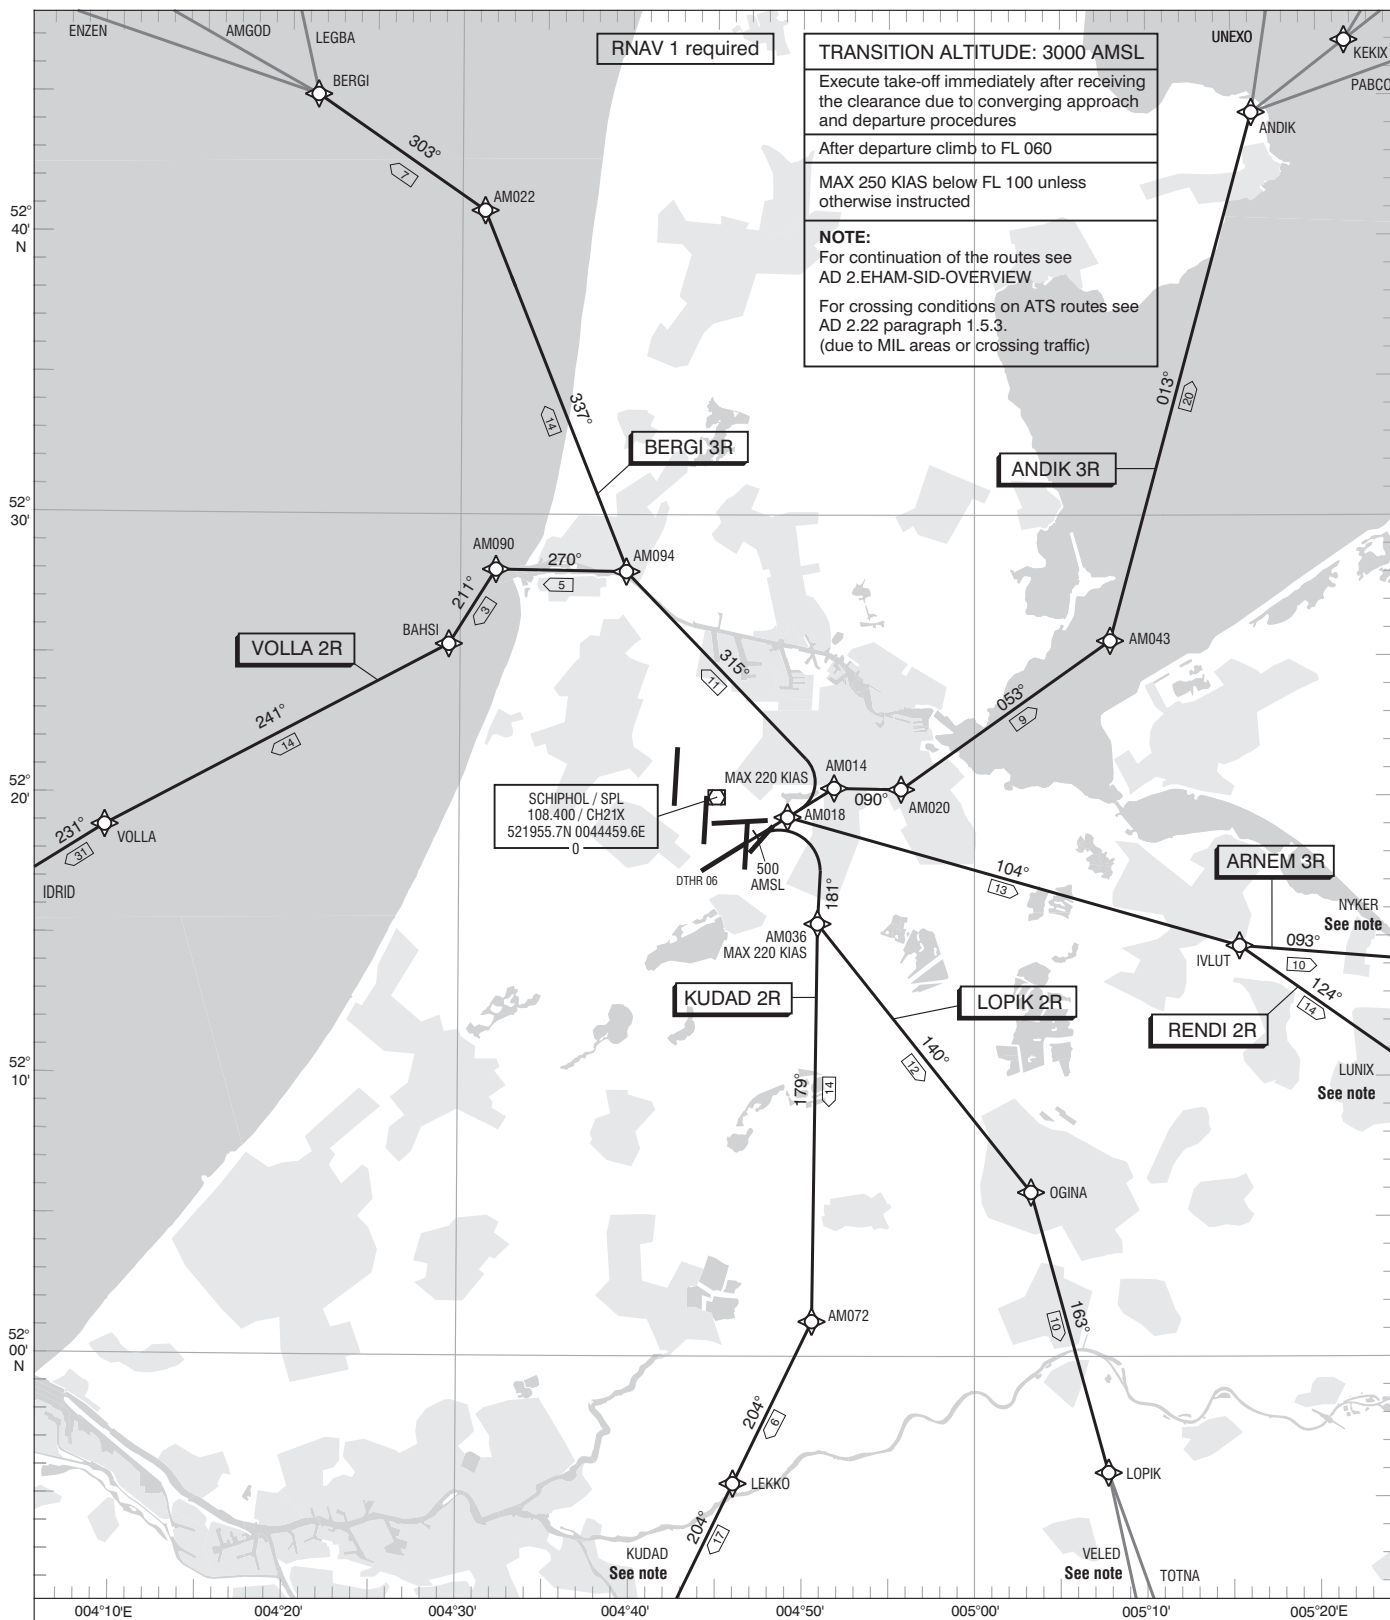 ENZEN
AMGOD
LEGBA
BERGI
RNAV 1 required
TRANSITION ALTITUDE: 3000 AMSL
Execute take-off immediately after receiving
the clearance due to converging approach
and departure procedures
After departure climb to FL 060
MAX 250 KIAS below FL 100 unless
otherwise instructed
NOTE:
For continuation of the routes see
AD 2.EHAM-SID-OVERVIEW
For crossing conditions on ATS routes see
AD 2.22 paragraph 1.5.3.
(due to MIL areas or crossing traffic)
UNEXO
KEKIX
PABCO
ANDIK
303°
7
AM022
52°
40'
N
013°
20
337°
14
BERGI 3R
ANDIK 3R
52°
30'
AM090
270°
5
AM094
211°
3
BAHSI
VOLLA 2R
AM043
315°
11
241°
14
053°
9
52°
20'
MAX 220 KIAS
AM014
090°
AM020
AM018
SCHIPHOL / SPL
108.400 / CH21X
521955.7N 0044459.6E
0
231°
31
VOLLA
IDRID
DTHR 06
500
AMSL
181°
104°
13
ARNEM 3R
NYKER
See note
093°
10
IVLUT
AM036
MAX 220 KIAS
124°
14
KUDAD 2R
LOPIK 2R
RENDI 2R
140°
12
52°
10'
179°
14
LUNIX
See note
OGINA
AM072
163°
10
52°
00'
N
204°
6
LEKKO
LOPIK
204°
17
KUDAD
See note
VELED
See note
TOTNA
004°10'E
004°20'
004°30'
004°40'
004°50'
005°00'
005°10'
005°20'E